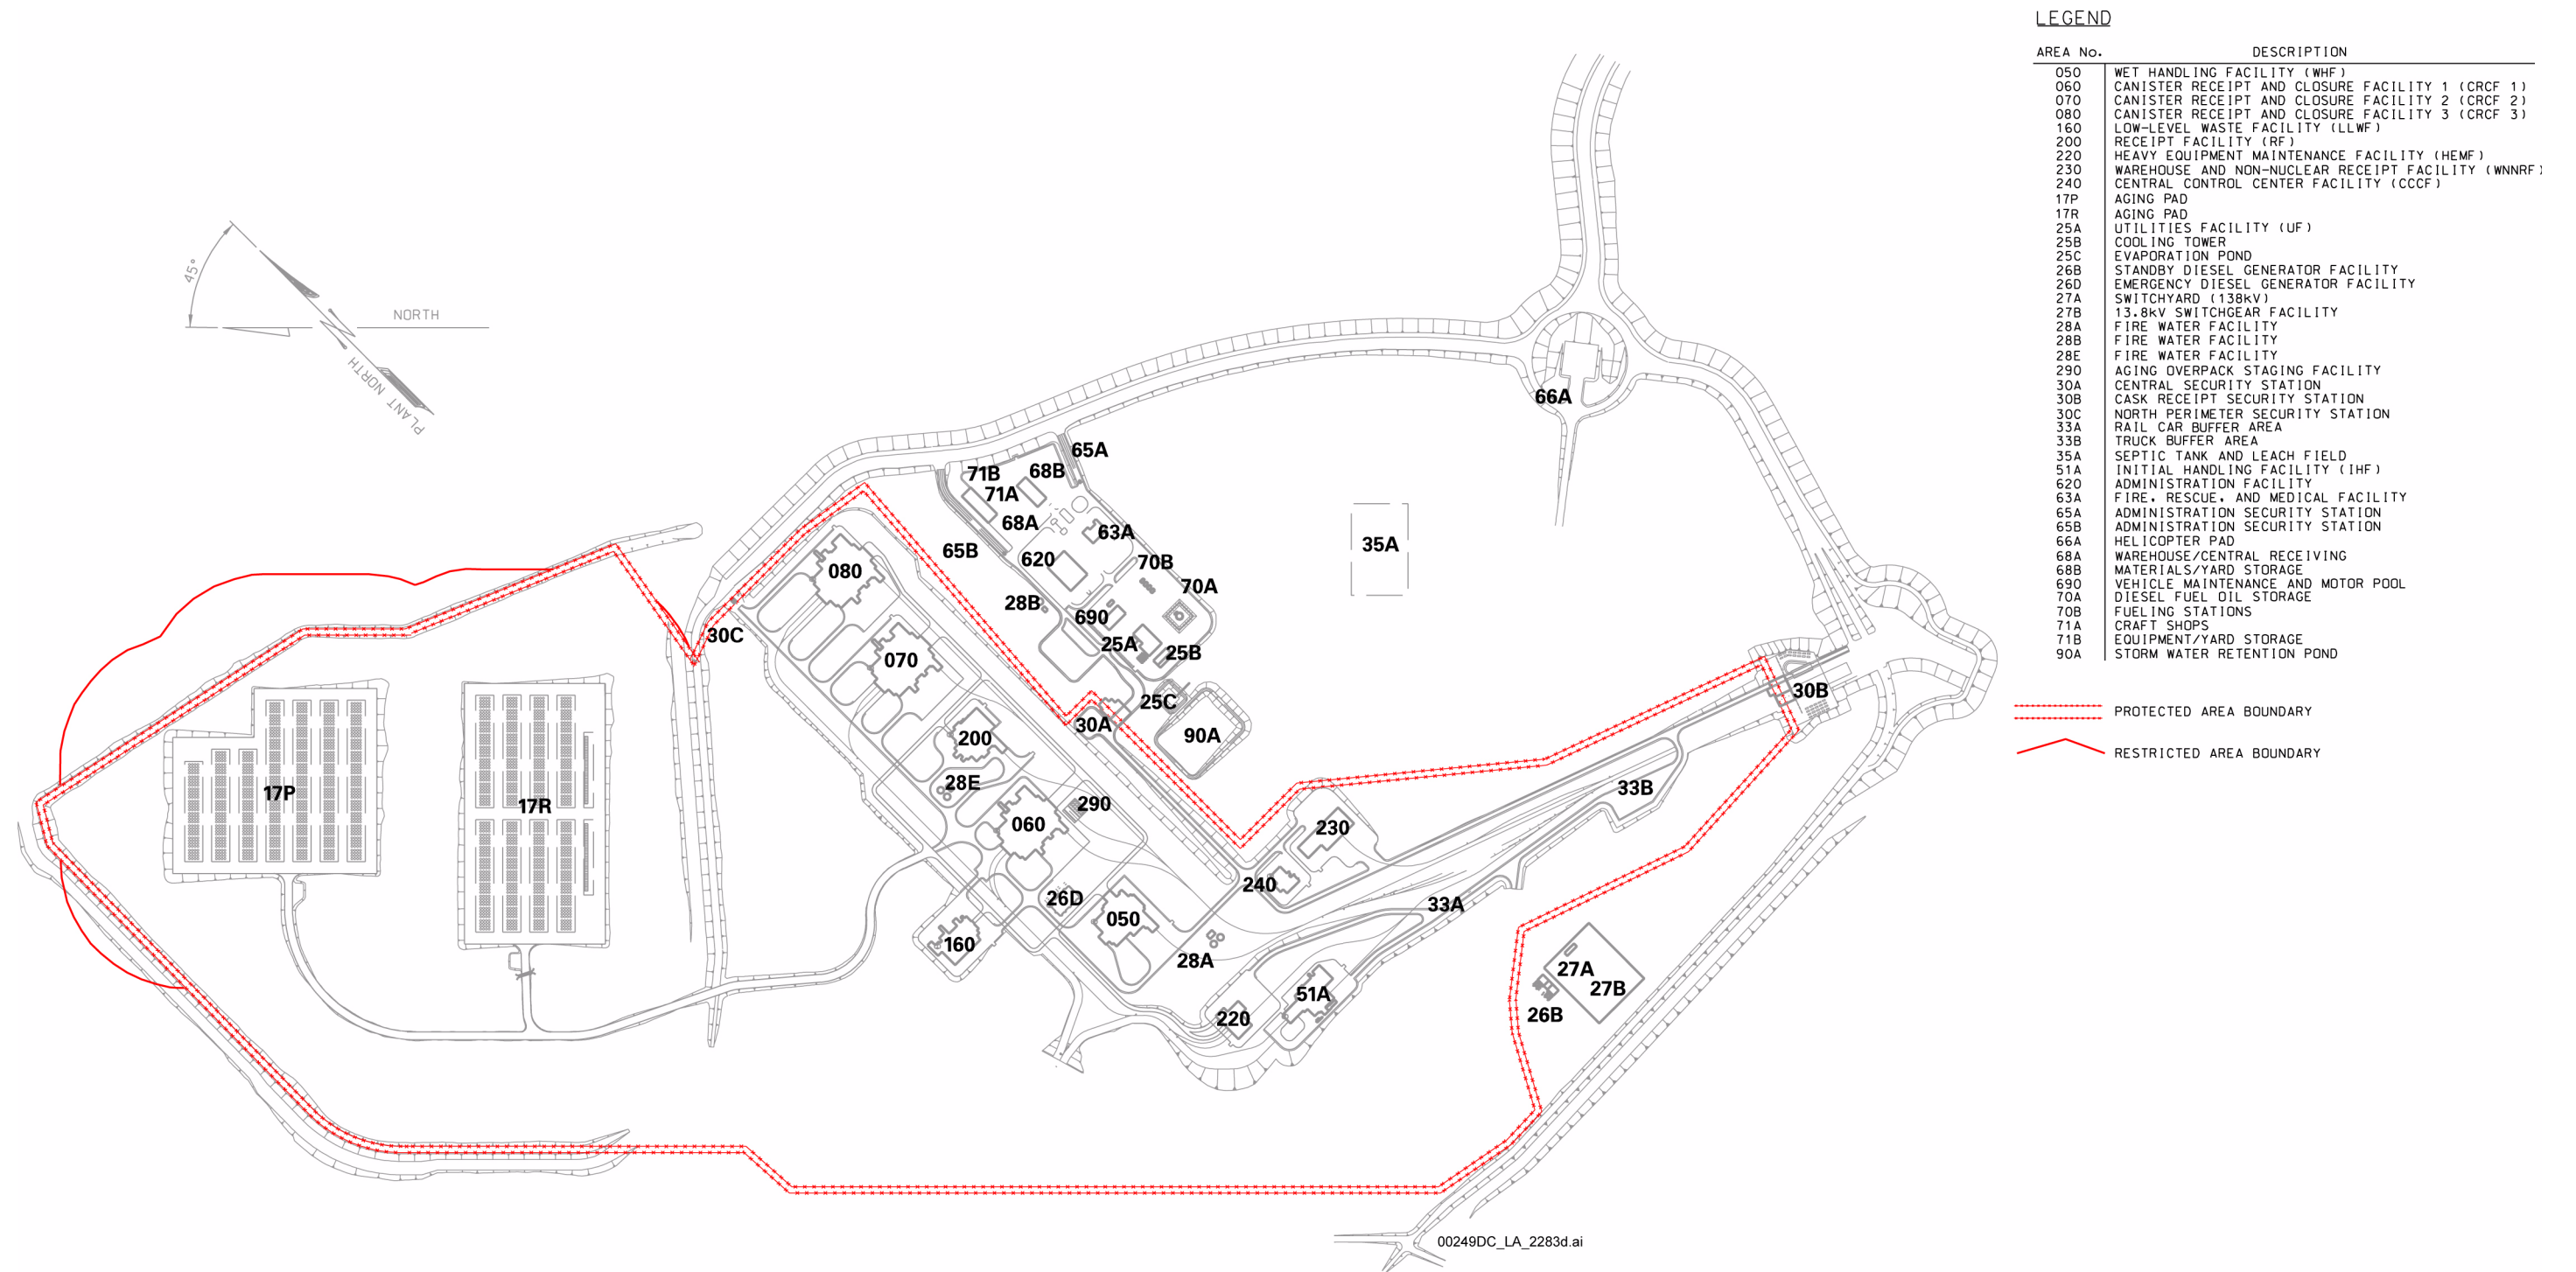 LEGEND
AREA No. DESCRIPTION
050 WET HANDLING FACILITY (WHF)
060 CANISTER RECEIPT AND CLOSURE FACILITY 1 (CRCF 1)
070 CANISTER RECEIPT AND CLOSURE FACILITY 2 (CRCF 2)
080 CANISTER RECEIPT AND CLOSURE FACILITY 3 (CRCF 3)
160 LOW-LEVEL WASTE FACILITY (LLWF)
200 RECEIPT FACILITY (RF)
220 HEAVY EQUIPMENT MAINTENANCE FACILITY (HEMF)
230 WAREHOUSE AND NON-NUCLEAR RECEIPT FACILITY (WNNRF)
240 CENTRAL CONTROL CENTER FACILITY (CCCF)
17P AGING PAD
17R AGING PAD
25A UTILITIES FACILITY (UF)
25B COOLING TOWER
25C EVAPORATION POND
26B STANDBY DIESEL GENERATOR FACILITY
26D EMERGENCY DIESEL GENERATOR FACILITY
27A SWITCHYARD (138kV)
27B 13.8kV SWITCHGEAR FACILITY
28A FIRE WATER FACILITY
28B FIRE WATER FACILITY
28E FIRE WATER FACILITY
290 AGING OVERPACK STAGING FACILITY
30A CENTRAL SECURITY STATION
30B CASK RECEIPT SECURITY STATION
30C NORTH PERIMETER SECURITY STATION
33A RAIL CAR BUFFER AREA
33B TRUCK BUFFER AREA
35A SEPTIC TANK AND LEACH FIELD
51A INITIAL HANDLING FACILITY (IHF)
620 ADMINISTRATION FACILITY
63A FIRE, RESCUE, AND MEDICAL FACILITY
65A ADMINISTRATION SECURITY STATION
65B ADMINISTRATION SECURITY STATION
66A HELICOPTER PAD
68A WAREHOUSE/CENTRAL RECEIVING
68B MATERIALS/YARD STORAGE
690 VEHICLE MAINTENANCE AND MOTOR POOL
70A DIESEL FUEL OIL STORAGE
70B FUELING STATIONS
71A CRAFT SHOPS
71B EQUIPMENT/YARD STORAGE
90A STORM WATER RETENTION POND
PROTECTED AREA BOUNDARY
RESTRICTED AREA BOUNDARY
45°
NORTH
PLANT NORTH
66A
65A
71B
68B
71A
68A
63A
65B
620
70B
35A
080
70A
28B
690
30C
25A
25B
070
25C
30B
30A
90A
200
28E
33B
17P
17R
290
060
230
240
26D
33A
050
160
28A
27A
27B
51A
26B
220
00249DC_LA_2283d.ai